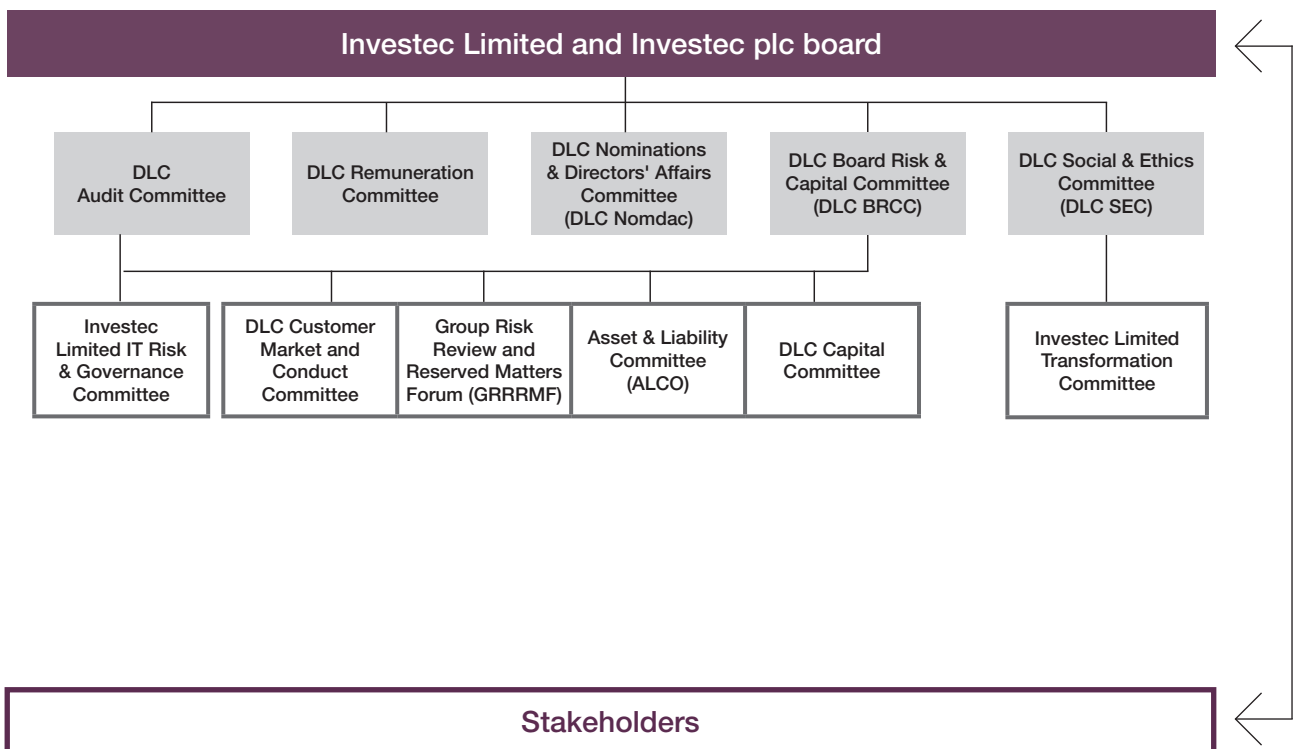 Investec Limited and Investec plc board
DLC
Audit Committee
DLC Remuneration
Committee
DLC Nominations
& Directors' Affairs
Committee
(DLC Nomdac)
DLC Board Risk &
Capital Committee
(DLC BRCC)
DLC Social & Ethics
Committee
(DLC SEC)
Investec
Limited IT Risk
& Governance
Committee
DLC Customer
Market and
Conduct
Committee
Group Risk
Review and
Reserved Matters
Forum (GRRRMF)
Asset & Liability
Committee
(ALCO)
DLC Capital
Committee
Investec Limited
Transformation
Committee
Stakeholders